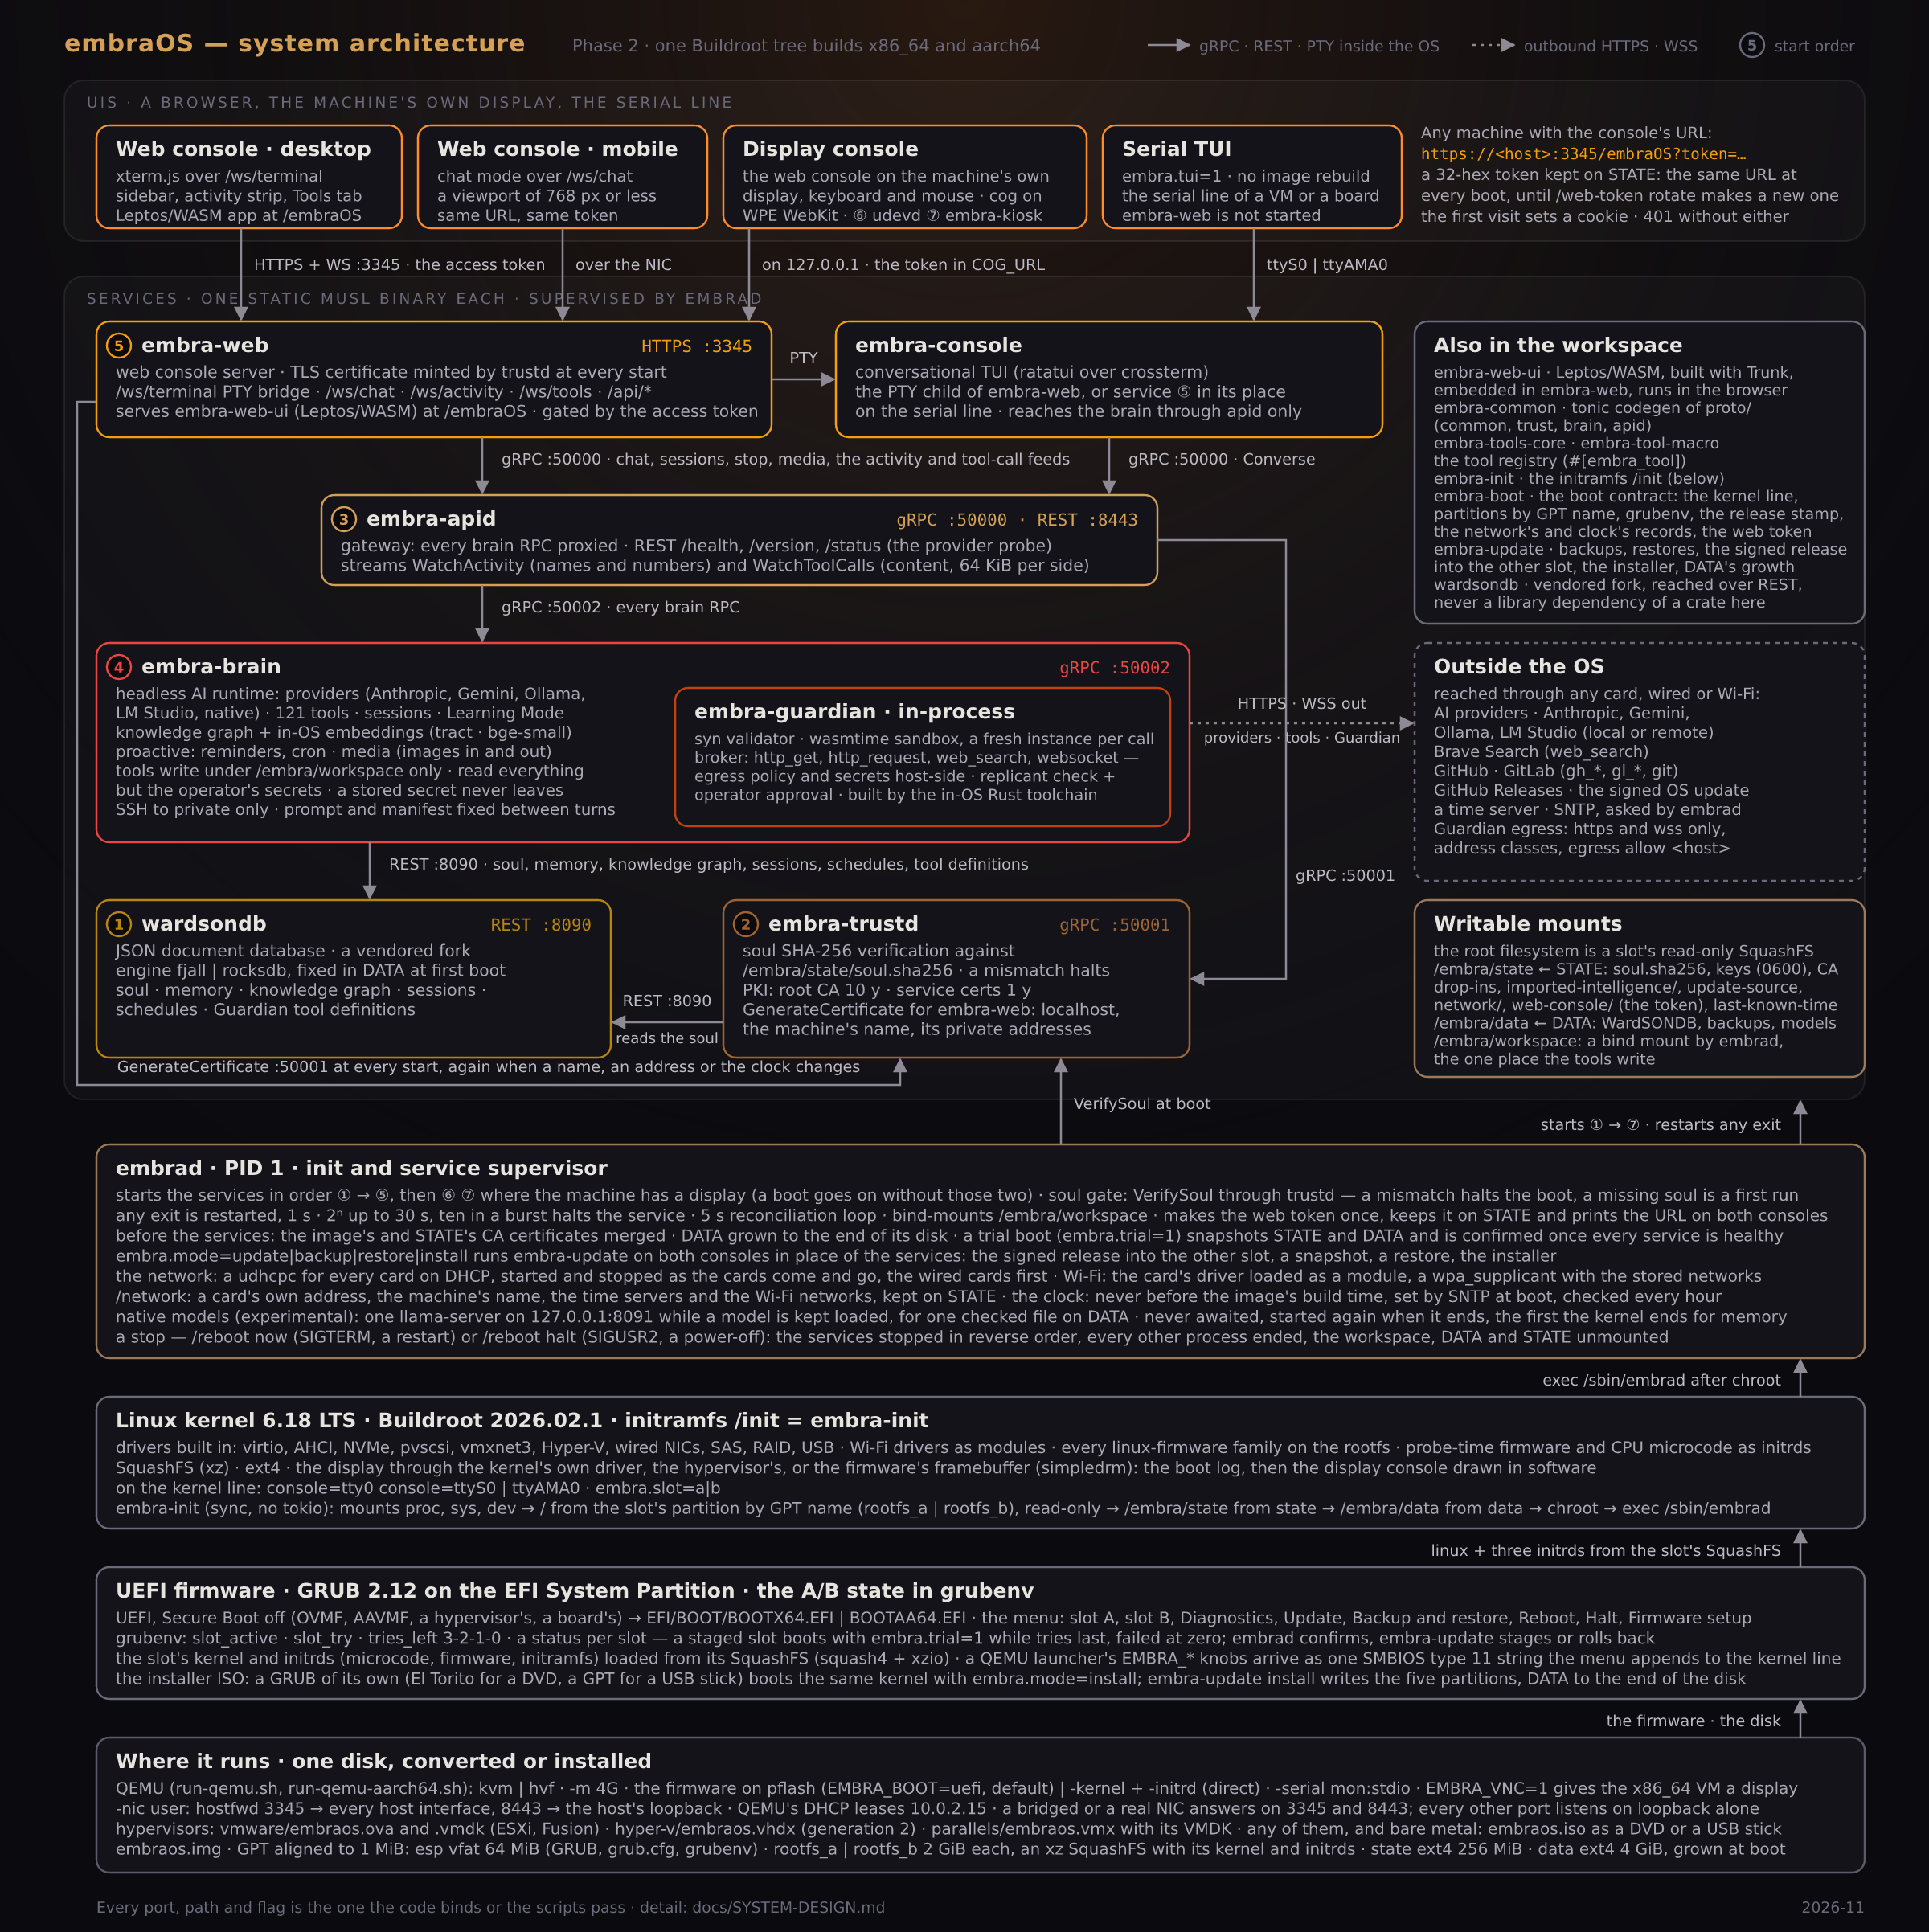 embraOS — system architecture
Phase 2 · one Buildroot tree builds x86_64 and aarch64
gRPC · REST · PTY inside the OS
outbound HTTPS · WSS
5 start order
UIS · A BROWSER, THE MACHINE'S OWN DISPLAY, THE SERIAL LINE
Web console · desktop
xterm.js over /ws/terminal
sidebar, activity strip, Tools tab
Leptos/WASM app at /embraOS
Web console · mobile
chat mode over /ws/chat
a viewport of 768 px or less
same URL, same token
Display console
the web console on the machine's own
display, keyboard and mouse · cog on
WPE WebKit · ⑥ udevd ⑦ embra-kiosk
Serial TUI
embra.tui=1 · no image rebuild
the serial line of a VM or a board
embra-web is not started
Any machine with the console's URL:
https://<host>:3345/embraOS?token=…
a 32-hex token kept on STATE: the same URL at
every boot, until /web-token rotate makes a new one
the first visit sets a cookie · 401 without either
HTTPS + WS :3345 · the access token
over the NIC
on 127.0.0.1 · the token in COG_URL
ttyS0 | ttyAMA0
SERVICES · ONE STATIC MUSL BINARY EACH · SUPERVISED BY EMBRAD
5 embra-web HTTPS :3345
web console server · TLS certificate minted by trustd at every start
/ws/terminal PTY bridge · /ws/chat · /ws/activity · /ws/tools · /api/*
serves embra-web-ui (Leptos/WASM) at /embraOS · gated by the access token
PTY
embra-console
conversational TUI (ratatui over crossterm)
the PTY child of embra-web, or service ⑤ in its place
on the serial line · reaches the brain through apid only
Also in the workspace
embra-web-ui · Leptos/WASM, built with Trunk,
embedded in embra-web, runs in the browser
embra-common · tonic codegen of proto/
(common, trust, brain, apid)
embra-tools-core · embra-tool-macro
the tool registry (#[embra_tool])
embra-init · the initramfs /init (below)
embra-boot · the boot contract: the kernel line,
partitions by GPT name, grubenv, the release stamp,
the network's and clock's records, the web token
embra-update · backups, restores, the signed release
into the other slot, the installer, DATA's growth
wardsondb · vendored fork, reached over REST,
never a library dependency of a crate here
gRPC :50000 · chat, sessions, stop, media, the activity and tool-call feeds
gRPC :50000 · Converse
3 embra-apid gRPC :50000 · REST :8443
gateway: every brain RPC proxied · REST /health, /version, /status (the provider probe)
streams WatchActivity (names and numbers) and WatchToolCalls (content, 64 KiB per side)
gRPC :50002 · every brain RPC
4 embra-brain gRPC :50002
headless AI runtime: providers (Anthropic, Gemini, Ollama,
LM Studio, native) · 121 tools · sessions · Learning Mode
knowledge graph + in-OS embeddings (tract · bge-small)
proactive: reminders, cron · media (images in and out)
tools write under /embra/workspace only · read everything
but the operator's secrets · a stored secret never leaves
SSH to private only · prompt and manifest fixed between turns
embra-guardian · in-process
syn validator · wasmtime sandbox, a fresh instance per call
broker: http_get, http_request, web_search, websocket —
egress policy and secrets host-side · replicant check +
operator approval · built by the in-OS Rust toolchain
HTTPS · WSS out
providers · tools · Guardian
Outside the OS
reached through any card, wired or Wi-Fi:
AI providers · Anthropic, Gemini,
Ollama, LM Studio (local or remote)
Brave Search (web_search)
GitHub · GitLab (gh_*, gl_*, git)
GitHub Releases · the signed OS update
a time server · SNTP, asked by embrad
Guardian egress: https and wss only,
address classes, egress allow <host>
REST :8090 · soul, memory, knowledge graph, sessions, schedules, tool definitions
gRPC :50001
1 wardsondb REST :8090
JSON document database · a vendored fork
engine fjall | rocksdb, fixed in DATA at first boot
soul · memory · knowledge graph · sessions ·
schedules · Guardian tool definitions
REST :8090
reads the soul
2 embra-trustd gRPC :50001
soul SHA-256 verification against
/embra/state/soul.sha256 · a mismatch halts
PKI: root CA 10 y · service certs 1 y
GenerateCertificate for embra-web: localhost,
the machine's name, its private addresses
Writable mounts
the root filesystem is a slot's read-only SquashFS
/embra/state ← STATE: soul.sha256, keys (0600), CA
drop-ins, imported-intelligence/, update-source,
network/, web-console/ (the token), last-known-time
/embra/data ← DATA: WardSONDB, backups, models
/embra/workspace: a bind mount by embrad,
the one place the tools write
GenerateCertificate :50001 at every start, again when a name, an address or the clock changes
VerifySoul at boot
starts ① → ⑦ · restarts any exit
embrad · PID 1 · init and service supervisor
starts the services in order ① → ⑤, then ⑥ ⑦ where the machine has a display (a boot goes on without those two) · soul gate: VerifySoul through trustd — a mismatch halts the boot, a missing soul is a first run
any exit is restarted, 1 s · 2ⁿ up to 30 s, ten in a burst halts the service · 5 s reconciliation loop · bind-mounts /embra/workspace · makes the web token once, keeps it on STATE and prints the URL on both consoles
before the services: the image's and STATE's CA certificates merged · DATA grown to the end of its disk · a trial boot (embra.trial=1) snapshots STATE and DATA and is confirmed once every service is healthy
embra.mode=update|backup|restore|install runs embra-update on both consoles in place of the services: the signed release into the other slot, a snapshot, a restore, the installer
the network: a udhcpc for every card on DHCP, started and stopped as the cards come and go, the wired cards first · Wi-Fi: the card's driver loaded as a module, a wpa_supplicant with the stored networks
/network: a card's own address, the machine's name, the time servers and the Wi-Fi networks, kept on STATE · the clock: never before the image's build time, set by SNTP at boot, checked every hour
native models (experimental): one llama-server on 127.0.0.1:8091 while a model is kept loaded, for one checked file on DATA · never awaited, started again when it ends, the first the kernel ends for memory
a stop — /reboot now (SIGTERM, a restart) or /reboot halt (SIGUSR2, a power-off): the services stopped in reverse order, every other process ended, the workspace, DATA and STATE unmounted
exec /sbin/embrad after chroot
Linux kernel 6.18 LTS · Buildroot 2026.02.1 · initramfs /init = embra-init
drivers built in: virtio, AHCI, NVMe, pvscsi, vmxnet3, Hyper-V, wired NICs, SAS, RAID, USB · Wi-Fi drivers as modules · every linux-firmware family on the rootfs · probe-time firmware and CPU microcode as initrds
SquashFS (xz) · ext4 · the display through the kernel's own driver, the hypervisor's, or the firmware's framebuffer (simpledrm): the boot log, then the display console drawn in software
on the kernel line: console=tty0 console=ttyS0 | ttyAMA0 · embra.slot=a|b
embra-init (sync, no tokio): mounts proc, sys, dev → / from the slot's partition by GPT name (rootfs_a | rootfs_b), read-only → /embra/state from state → /embra/data from data → chroot → exec /sbin/embrad
linux + three initrds from the slot's SquashFS
UEFI firmware · GRUB 2.12 on the EFI System Partition · the A/B state in grubenv
UEFI, Secure Boot off (OVMF, AAVMF, a hypervisor's, a board's) → EFI/BOOT/BOOTX64.EFI | BOOTAA64.EFI · the menu: slot A, slot B, Diagnostics, Update, Backup and restore, Reboot, Halt, Firmware setup
grubenv: slot_active · slot_try · tries_left 3-2-1-0 · a status per slot — a staged slot boots with embra.trial=1 while tries last, failed at zero; embrad confirms, embra-update stages or rolls back
the slot's kernel and initrds (microcode, firmware, initramfs) loaded from its SquashFS (squash4 + xzio) · a QEMU launcher's EMBRA_* knobs arrive as one SMBIOS type 11 string the menu appends to the kernel line
the installer ISO: a GRUB of its own (El Torito for a DVD, a GPT for a USB stick) boots the same kernel with embra.mode=install; embra-update install writes the five partitions, DATA to the end of the disk
the firmware · the disk
Where it runs · one disk, converted or installed
QEMU (run-qemu.sh, run-qemu-aarch64.sh): kvm | hvf · -m 4G · the firmware on pflash (EMBRA_BOOT=uefi, default) | -kernel + -initrd (direct) · -serial mon:stdio · EMBRA_VNC=1 gives the x86_64 VM a display
-nic user: hostfwd 3345 → every host interface, 8443 → the host's loopback · QEMU's DHCP leases 10.0.2.15 · a bridged or a real NIC answers on 3345 and 8443; every other port listens on loopback alone
hypervisors: vmware/embraos.ova and .vmdk (ESXi, Fusion) · hyper-v/embraos.vhdx (generation 2) · parallels/embraos.vmx with its VMDK · any of them, and bare metal: embraos.iso as a DVD or a USB stick
embraos.img · GPT aligned to 1 MiB: esp vfat 64 MiB (GRUB, grub.cfg, grubenv) · rootfs_a | rootfs_b 2 GiB each, an xz SquashFS with its kernel and initrds · state ext4 256 MiB · data ext4 4 GiB, grown at boot
Every port, path and flag is the one the code binds or the scripts pass · detail: docs/SYSTEM-DESIGN.md
2026-11